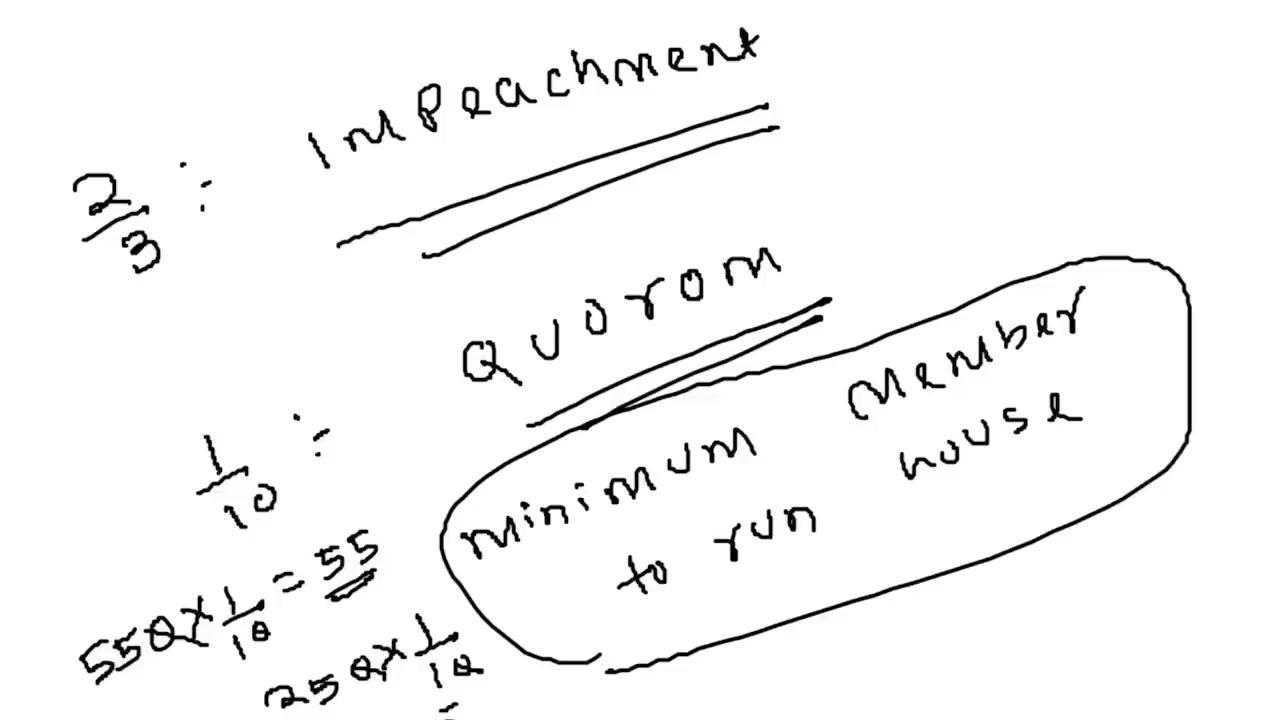 2/3 : Impeachment
Quorom
1/10 : minimum member
to run house
550 x 1/10 = 55
250 x 1/10
=